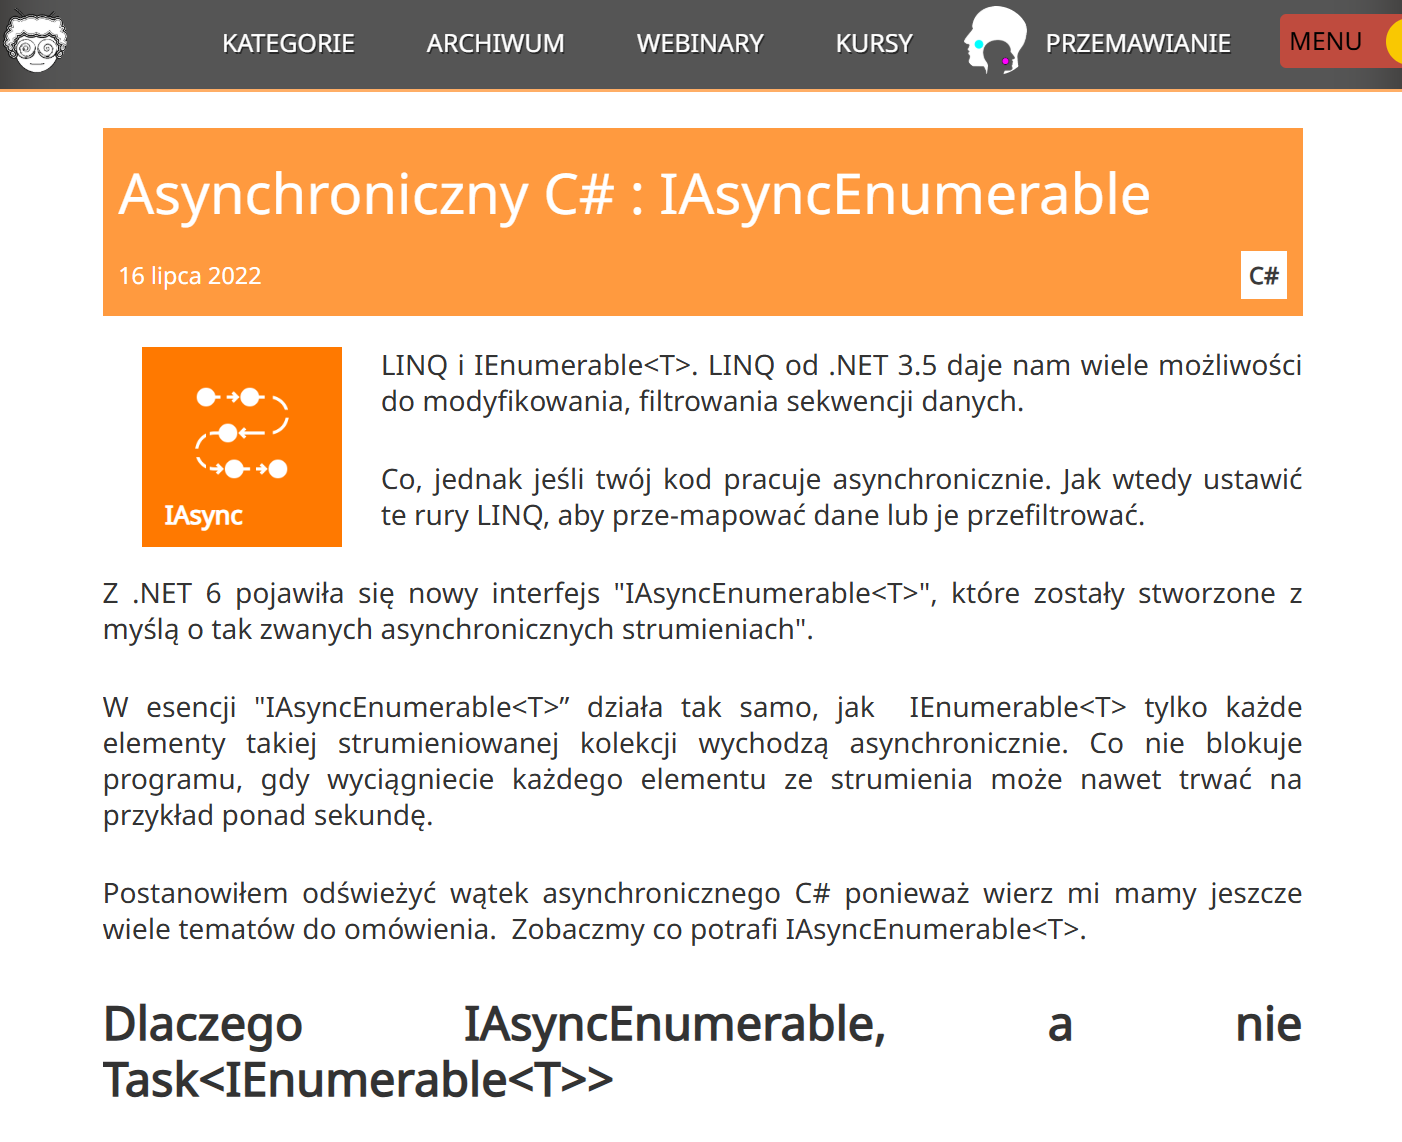 KATEGORIE ARCHIWUM WEBINARY KURSY PRZEMAWIANIE MENU
Asynchroniczny C# : IAsyncEnumerable
16 lipca 2022 C#
IAsync
LINQ i IEnumerable<T>. LINQ od .NET 3.5 daje nam wiele możliwości
do modyfikowania, filtrowania sekwencji danych.
Co, jednak jeśli twój kod pracuje asynchronicznie. Jak wtedy ustawić
te rury LINQ, aby prze-mapować dane lub je przefiltrować.
Z .NET 6 pojawiła się nowy interfejs "IAsyncEnumerable<T>", które zostały stworzone z
myślą o tak zwanych asynchronicznych strumieniach".
W esencji "IAsyncEnumerable<T>” działa tak samo, jak  IEnumerable<T> tylko każde
elementy takiej strumieniowanej kolekcji wychodzą asynchronicznie. Co nie blokuje
programu, gdy wyciągniecie każdego elementu ze strumienia może nawet trwać na
przykład ponad sekundę.
Postanowiłem odświeżyć wątek asynchronicznego C# ponieważ wierz mi mamy jeszcze
wiele tematów do omówienia.  Zobaczmy co potrafi IAsyncEnumerable<T>.
Dlaczego IAsyncEnumerable, a nie
Task<IEnumerable<T>>